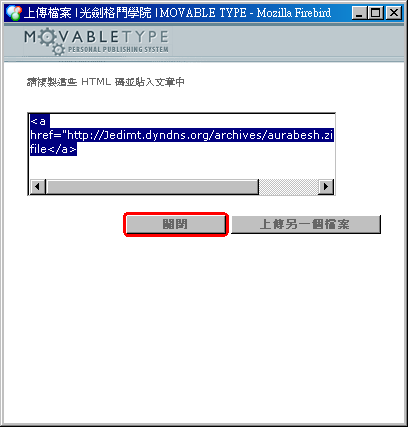 上傳檔案 | 光劍格鬥學院 | MOVABLE TYPE - Mozilla Firebird
MOVABLETYPE
PERSONAL PUBLISHING SYSTEM
請複製這些 HTML 碼並貼入文章中
<a
href="http://Jedimt.dyndns.org/archives/aurabesh.zi
file</a>
關閉
上傳另一個檔案